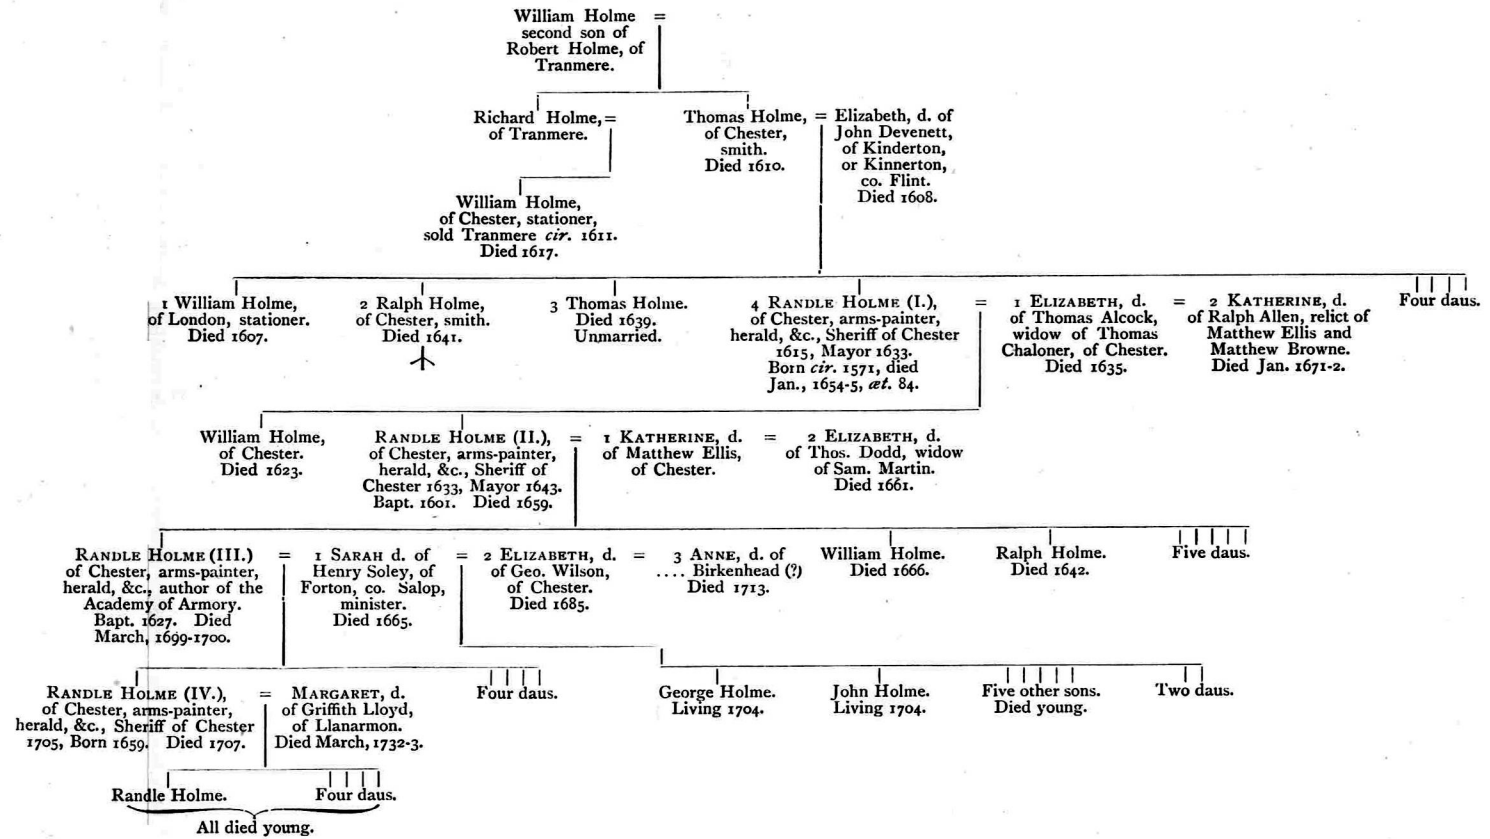 William Holme =
second son of
Robert Holme, of
Tranmere.
Richard Holme, =
of Tranmere.
Thomas Holme, =
of Chester,
smith.
Died 1610.
Elizabeth, d. of
John Devenett,
of Kinderton,
or Kinnerton,
co. Flint.
Died 1608.
William Holme,
of Chester, stationer,
sold Tranmere cir. 1611.
Died 1617.
1 William Holme,
of London, stationer.
Died 1607.
2 Ralph Holme,
of Chester, smith.
Died 1641.
3 Thomas Holme.
Died 1639.
Unmarried.
4 RANDLE HOLME (I.), =
of Chester, arms-painter,
herald, &c., Sheriff of Chester
1615, Mayor 1633.
Born cir. 1571, died
Jan., 1654-5, æt. 84.
1 ELIZABETH, d. =
of Thomas Alcock,
widow of Thomas
Chaloner, of Chester.
Died 1635.
2 KATHERINE, d.
of Ralph Allen, relict of
Matthew Ellis and
Matthew Browne.
Died Jan. 1671-2.
Four daus.
William Holme,
of Chester.
Died 1623.
RANDLE HOLME (II.), =
of Chester, arms-painter,
herald, &c., Sheriff of
Chester 1633, Mayor 1643.
Bapt. 1601. Died 1659.
1 KATHERINE, d. =
of Matthew Ellis,
of Chester.
2 ELIZABETH, d.
of Thos. Dodd, widow
of Sam. Martin.
Died 1661.
RANDLE HOLME (III.) =
of Chester, arms-painter,
herald, &c., author of the
Academy of Armory.
Bapt. 1627. Died
March, 1699-1700.
1 SARAH d. of =
Henry Soley, of
Forton, co. Salop,
minister.
Died 1665.
2 ELIZABETH, d. =
of Geo. Wilson,
of Chester.
Died 1685.
3 ANNE, d. of
.... Birkenhead (?)
Died 1713.
William Holme.
Died 1666.
Ralph Holme.
Died 1642.
Five daus.
RANDLE HOLME (IV.), =
of Chester, arms-painter,
herald, &c., Sheriff of Chester
1705, Born 1659. Died 1707.
MARGARET, d.
of Griffith Lloyd,
of Llanarmon.
Died March, 1732-3.
Four daus.
George Holme.
Living 1704.
John Holme.
Living 1704.
Five other sons.
Died young.
Two daus.
Randle Holme.
Four daus.
All died young.